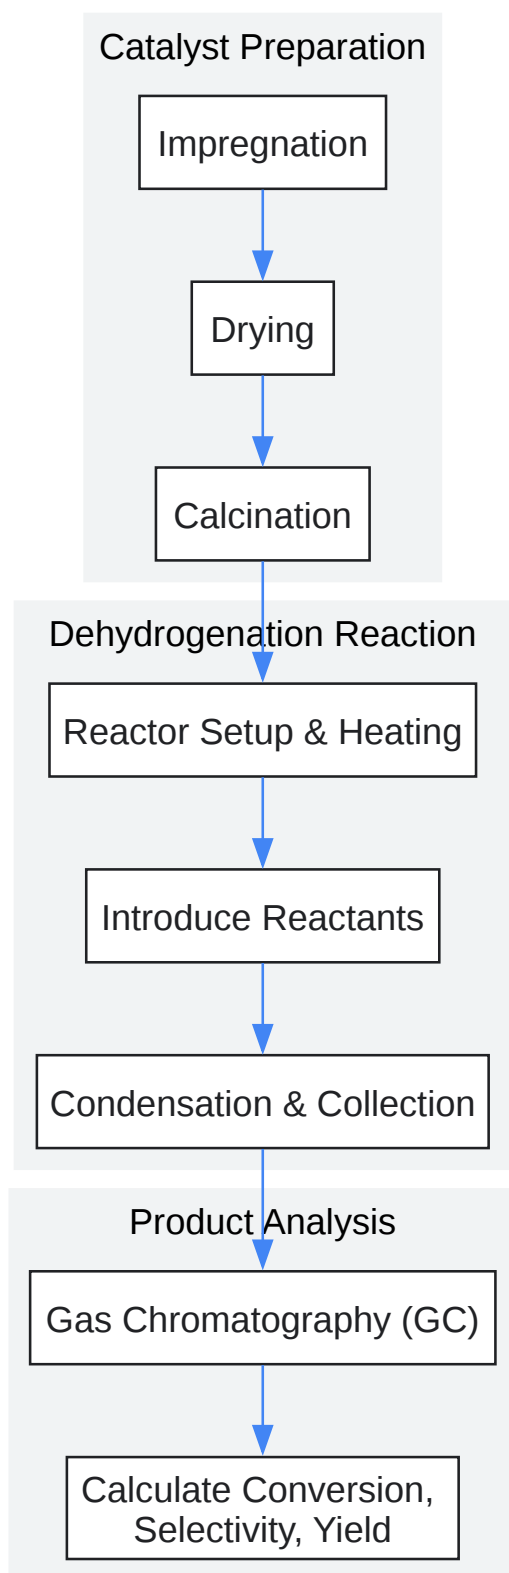 Catalyst Preparation
Impregnation
Drying
Calcination
Dehydrogenation Reaction
Reactor Setup & Heating
Introduce Reactants
Condensation & Collection
Product Analysis
Gas Chromatography (GC)
Calculate Conversion,
Selectivity, Yield